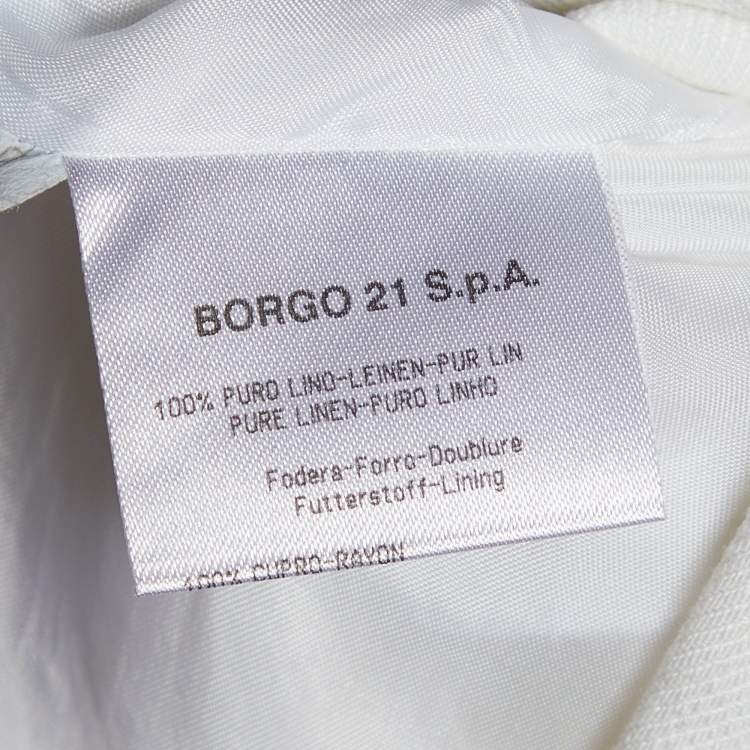 BORGO 21 S.p.A.
100% PURO LINO-LEINEN-PUR LIN
PURE LINEN-PURO LINHO
Fodera-Forro-Doublure
Futterstoff-Lining
100% CUPRO-RAYON